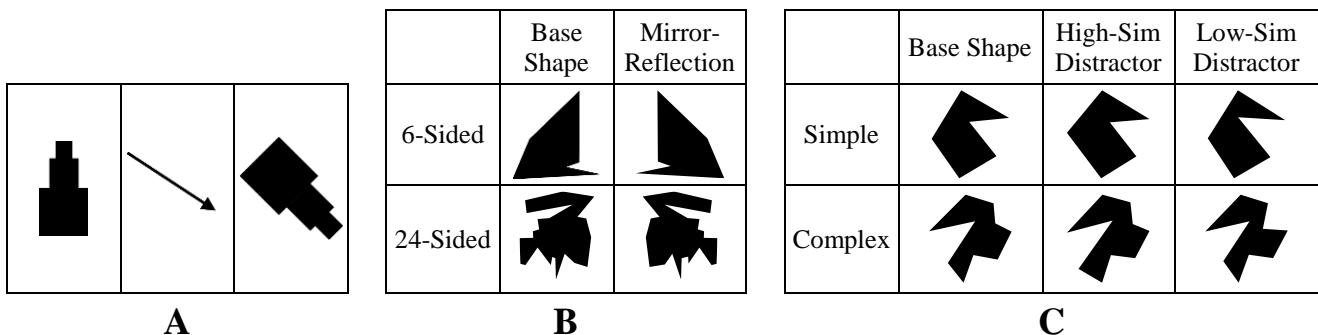 Base Shape
Mirror-
Reflection
6-Sided
24-Sided
Base Shape
High-Sim
Distractor
Low-Sim
Distractor
Simple
Complex
A
B
C